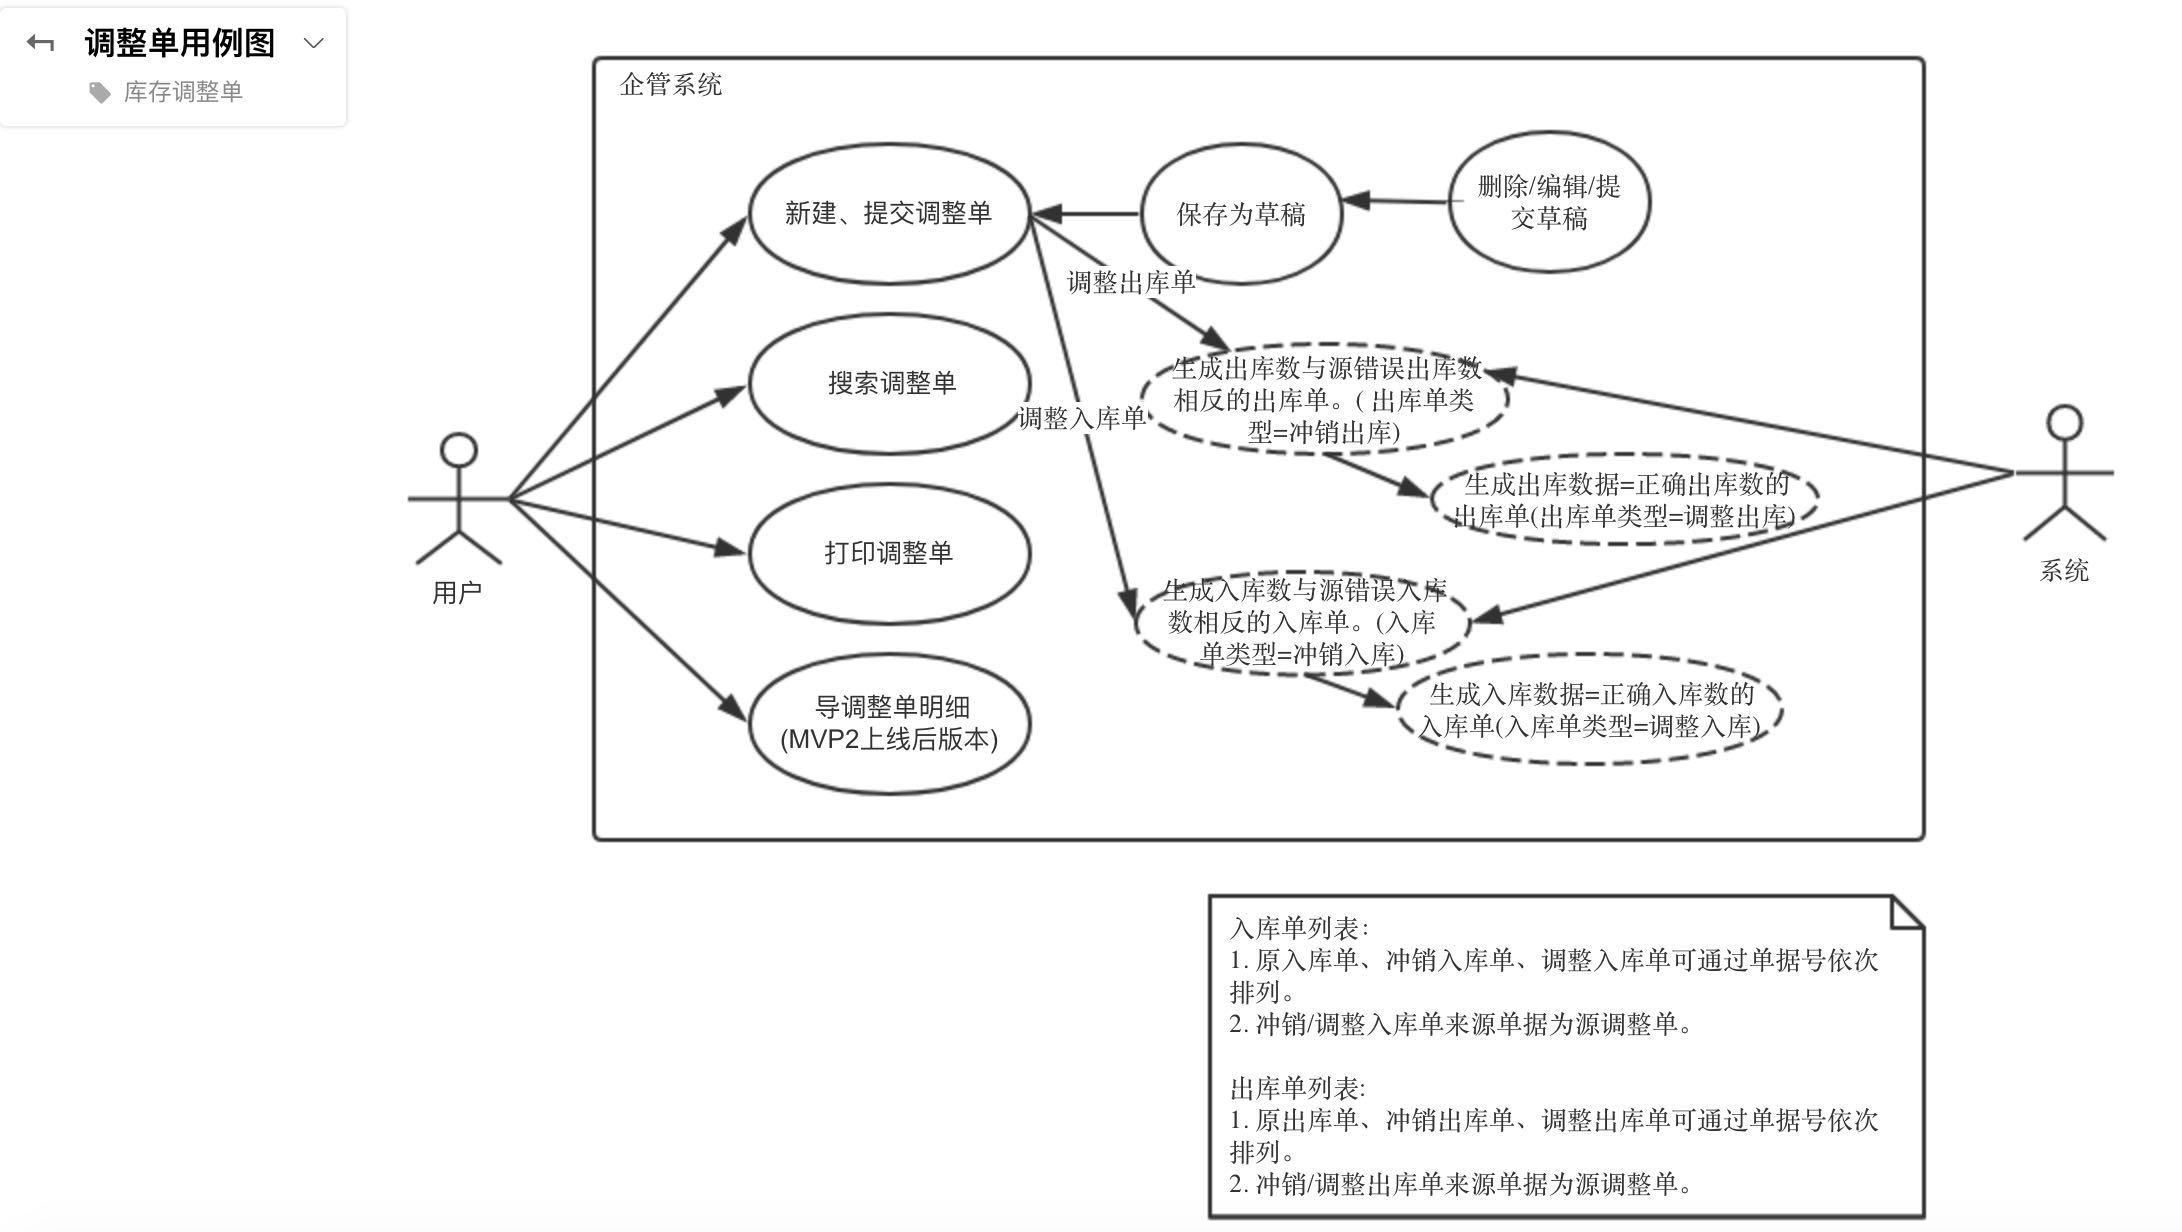 调整单用例图
库存调整单
企管系统
新建、提交调整单
保存为草稿
删除/编辑/提
交草稿
调整出库单
搜索调整单
生成出库数与源错误出库数
相反的出库单。( 出库单类
型=冲销出库)
调整入库单
生成出库数据=正确出库数的
出库单(出库单类型=调整出库)
打印调整单
用户
系统
生成入库数与源错误入库
数相反的入库单。(入库
单类型=冲销入库)
导调整单明细
(MVP2上线后版本)
生成入库数据=正确入库数的
入库单(入库单类型=调整入库)
入库单列表:
1. 原入库单、冲销入库单、调整入库单可通过单据号依次
排列。
2. 冲销/调整入库单来源单据为源调整单。
出库单列表:
1. 原出库单、冲销出库单、调整出库单可通过单据号依次
排列。
2. 冲销/调整出库单来源单据为源调整单。